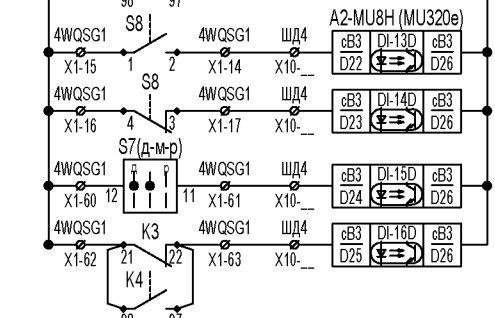 S8
A2-MU8H (MU320e)
4WQSG1 4WQSG1 ШД4 cB3 DI-13D cB3
1 2
X1-15 X1-14 X10-__ D22 D26
S8
4WQSG1 4WQSG1 ШД4 cB3 DI-14D cB3
4 3
X1-16 X1-17 X10-__ D23 D26
S7(д-м-р)
4WQSG1 д р 4WQSG1 ШД4 cB3 DI-15D cB3
12 11
X1-60 X1-61 X10-__ D24 D26
4WQSG1 K3 4WQSG1 ШД4 cB3 DI-16D cB3
21 22
X1-62 X1-63 X10-__ D25 D26
K4